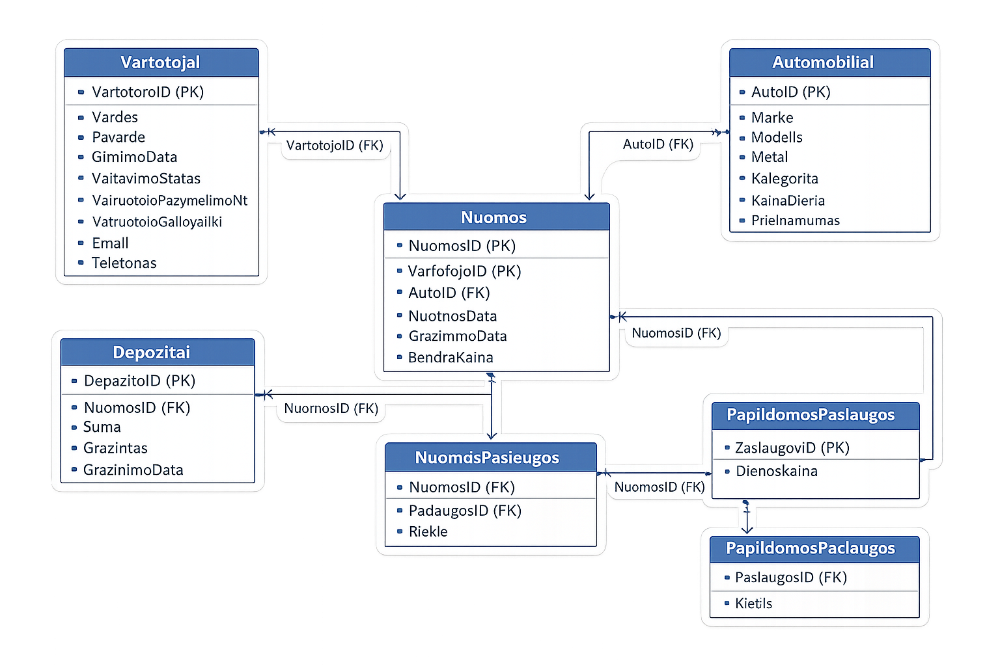 Vartotojal
VartotoroID (PK)
Vardes
Pavarde
GimimoData
VaitavimoStatas
VairuotoioPazymelimoNt
VatruotoioGalloyailki
Emall
Teletonas
VartotojoID (FK)
Automobilial
AutoID (PK)
Marke
Modells
Metal
Kalegorita
KainaDieria
Prielnamumas
AutoID (FK)
Nuomos
NuomosID (PK)
VarfofojoID (PK)
AutoID (FK)
NuotnosData
GrazimmoData
BendraKaina
NuomosiD (FK)
Depozitai
DepazitoID (PK)
NuomosID (FK)
Suma
Grazintas
GrazinimoData
NuornosID (FK)
NuomdsPasieugos
NuomosID (FK)
PadaugosID (FK)
Riekle
NuomosID (FK)
PapildomosPaslaugos
ZaslaugoviD (PK)
Dienoskaina
PapildomosPaclaugos
PaslaugosID (FK)
Kietils